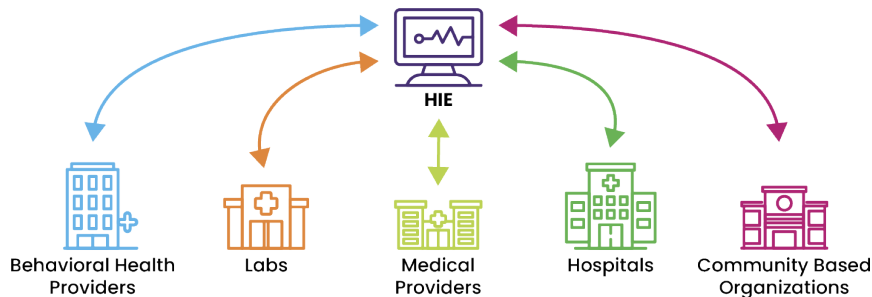 HIE
Behavioral Health
Providers
Labs
Medical
Providers
Hospitals
Community Based
Organizations